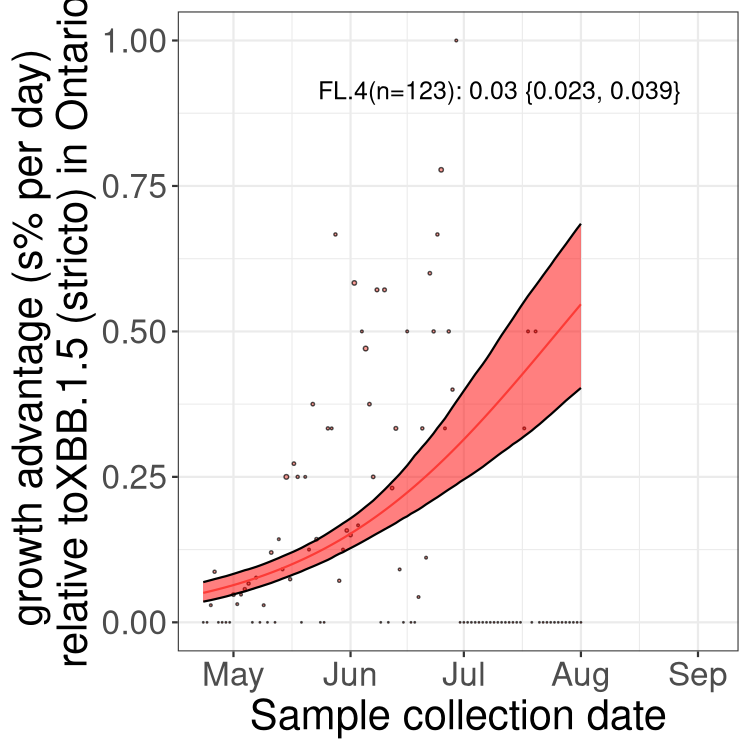 growth advantage (s% per day)
relative toXBB.1.5 (stricto) in Ontario
1.00
0.75
0.50
0.25
0.00
FL.4(n=123): 0.03 {0.023, 0.039}
May Jun Jul Aug Sep
Sample collection date